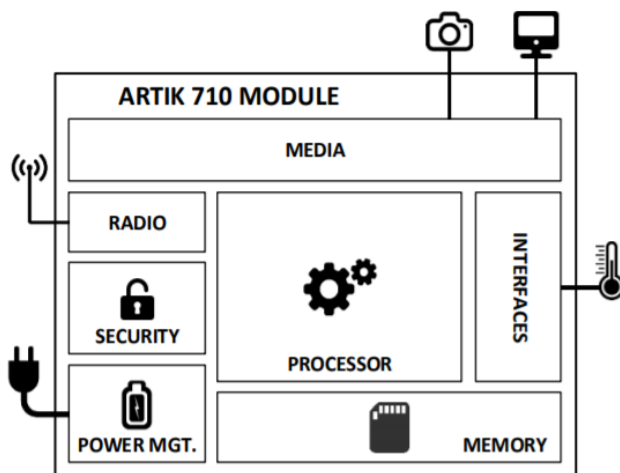 ARTIK 710 MODULE
MEDIA
RADIO
INTERFACES
SECURITY
PROCESSOR
POWER MGT.
MEMORY